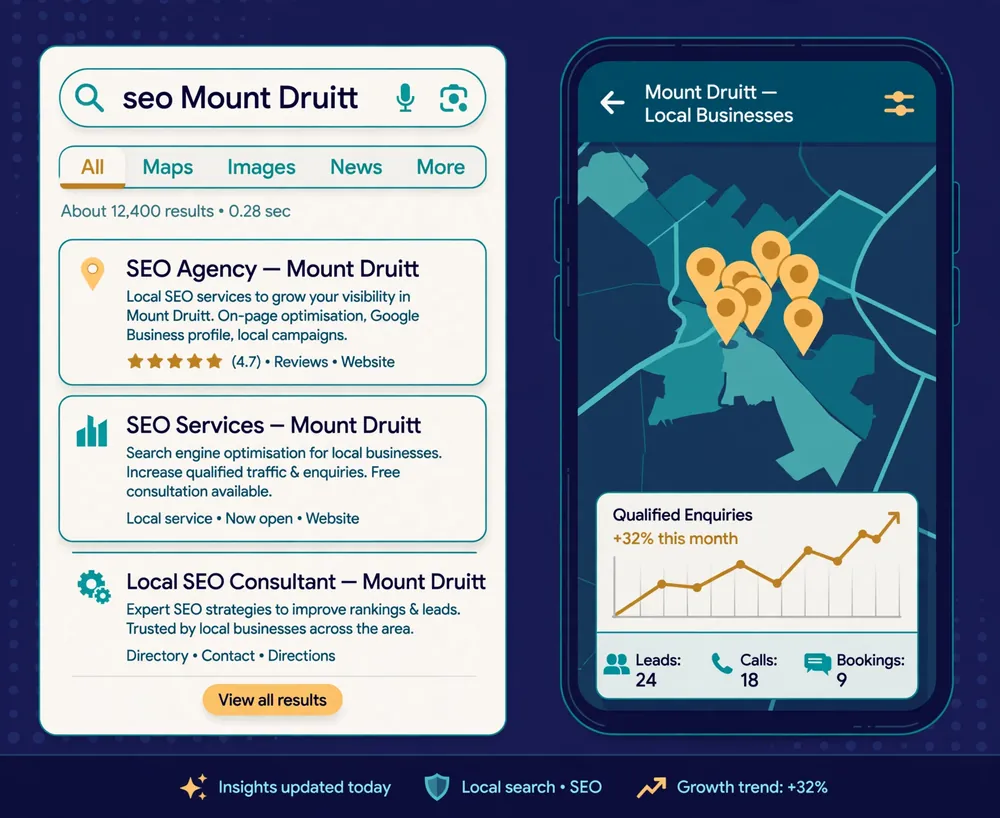 seo Mount Druitt
All Maps Images News More
About 12,400 results • 0.28 sec
SEO Agency — Mount Druitt
Local SEO services to grow your visibility in
Mount Druitt. On-page optimisation, Google
Business profile, local campaigns.
(4.7) • Reviews • Website
SEO Services — Mount Druitt
Search engine optimisation for local businesses.
Increase qualified traffic & enquiries. Free
consultation available.
Local service • Now open • Website
Local SEO Consultant — Mount Druitt
Expert SEO strategies to improve rankings & leads.
Trusted by local businesses across the area.
Directory • Contact • Directions
View all results
Mount Druitt —
Local Businesses
Qualified Enquiries
+32% this month
Leads:
24
Calls:
18
Bookings:
9
Insights updated today
Local search • SEO
Growth trend: +32%